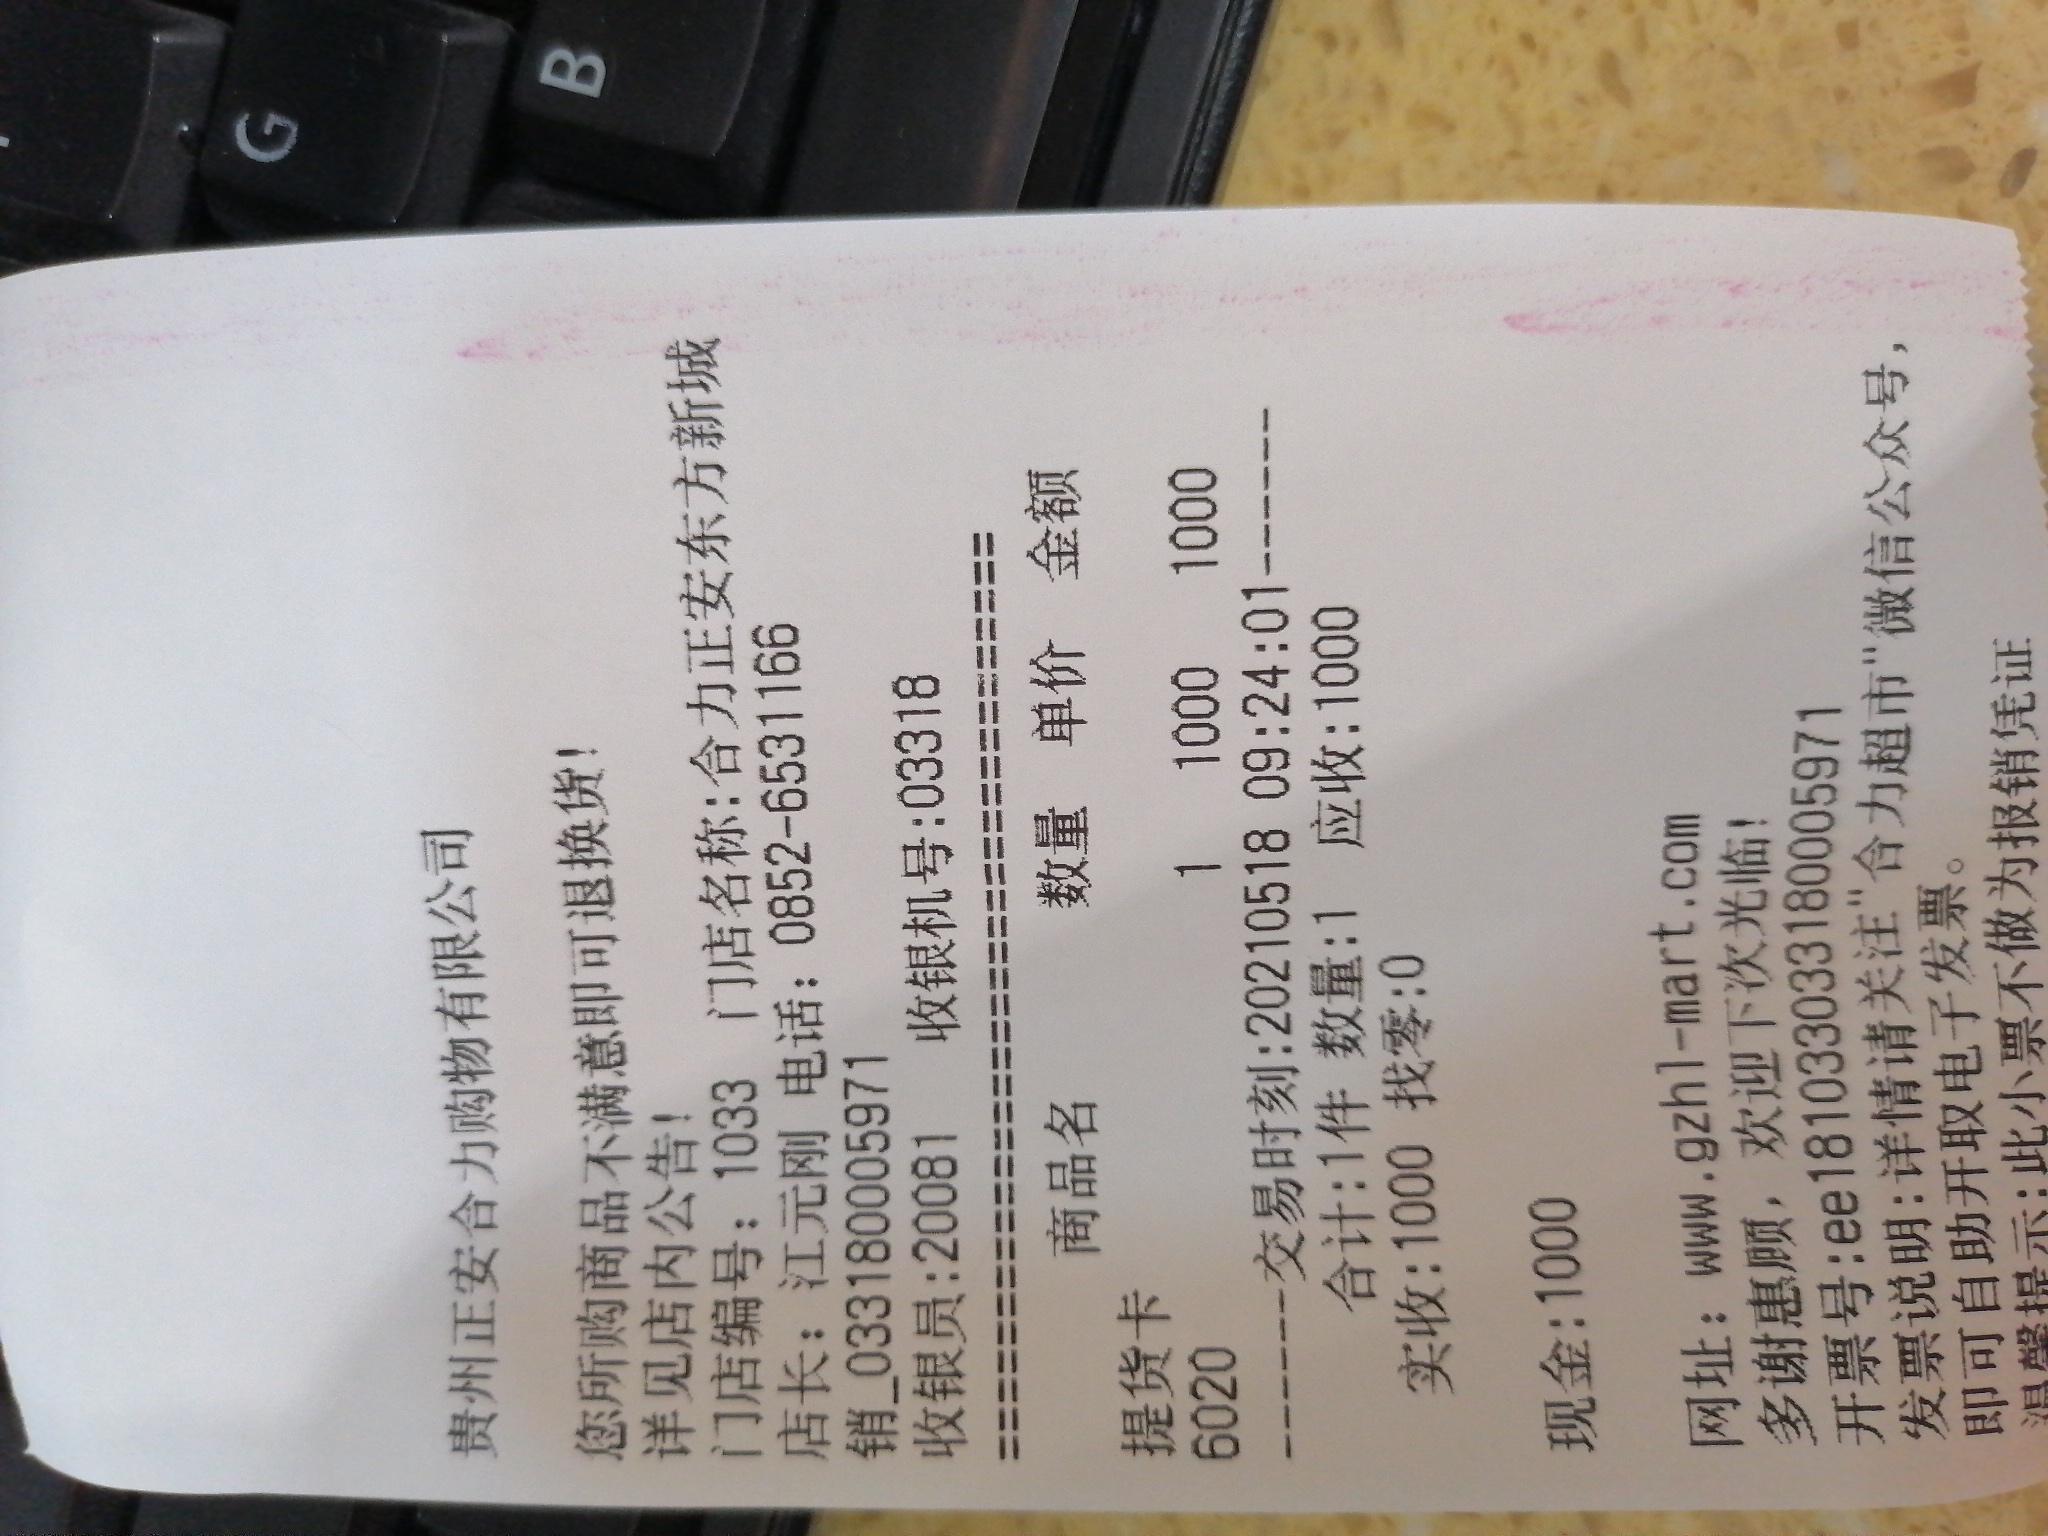 G
B
贵州正安合力购物有限公司
您所购商品不满意即可退换货!
详见店内公告!
门店编号: 1033 门店名称:合力正安东方新城
店长: 江元刚 电话: 0852-6531166
销_0331800005971
收银员:20081 收银机号:03318
==========================================
商品名 数量 单价 金额
提货卡
6020 1 1000 1000
--------交易时刻:20210518 09:24:01--------
合计:1件 数量:1 应收:1000
实收:1000 找零:0
现金:1000
网址: www.gzhl-mart.com
多谢惠顾, 欢迎下次光临!
开票号:ee181033033180005971
发票说明:详情请关注"合力超市"微信公众号,
即可自助开取电子发票。
温馨提示:此小票不做为报销凭证